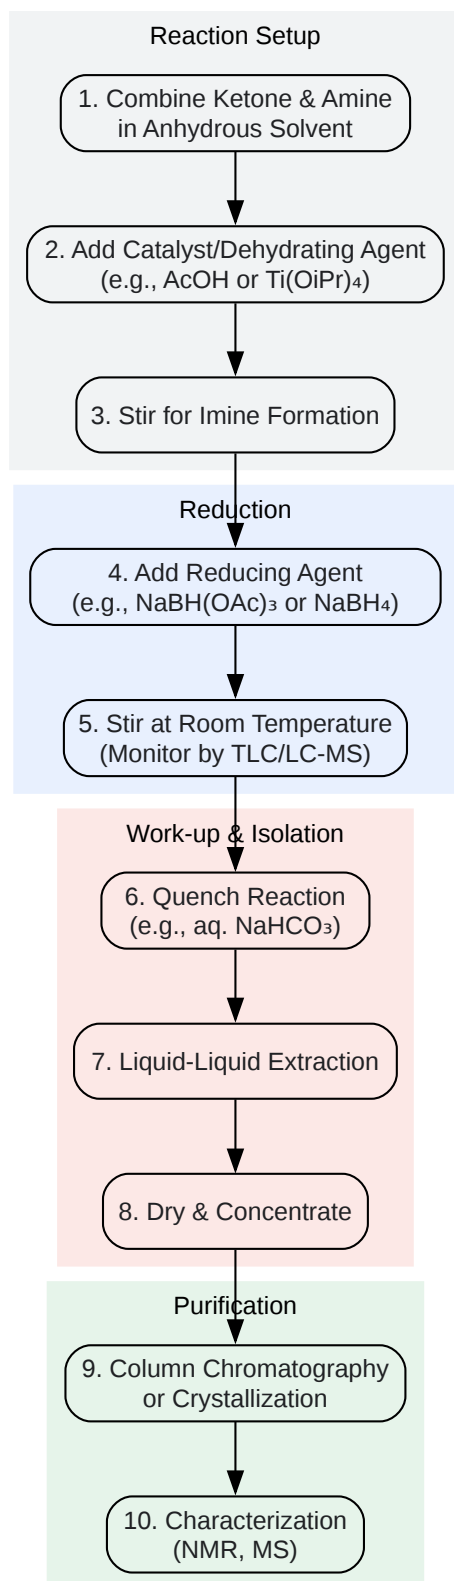 Reaction Setup
1. Combine Ketone & Amine
in Anhydrous Solvent
2. Add Catalyst/Dehydrating Agent
(e.g., AcOH or Ti(OiPr)₄)
3. Stir for Imine Formation
Reduction
4. Add Reducing Agent
(e.g., NaBH(OAc)₃ or NaBH₄)
5. Stir at Room Temperature
(Monitor by TLC/LC-MS)
Work-up & Isolation
6. Quench Reaction
(e.g., aq. NaHCO₃)
7. Liquid-Liquid Extraction
8. Dry & Concentrate
Purification
9. Column Chromatography
or Crystallization
10. Characterization
(NMR, MS)